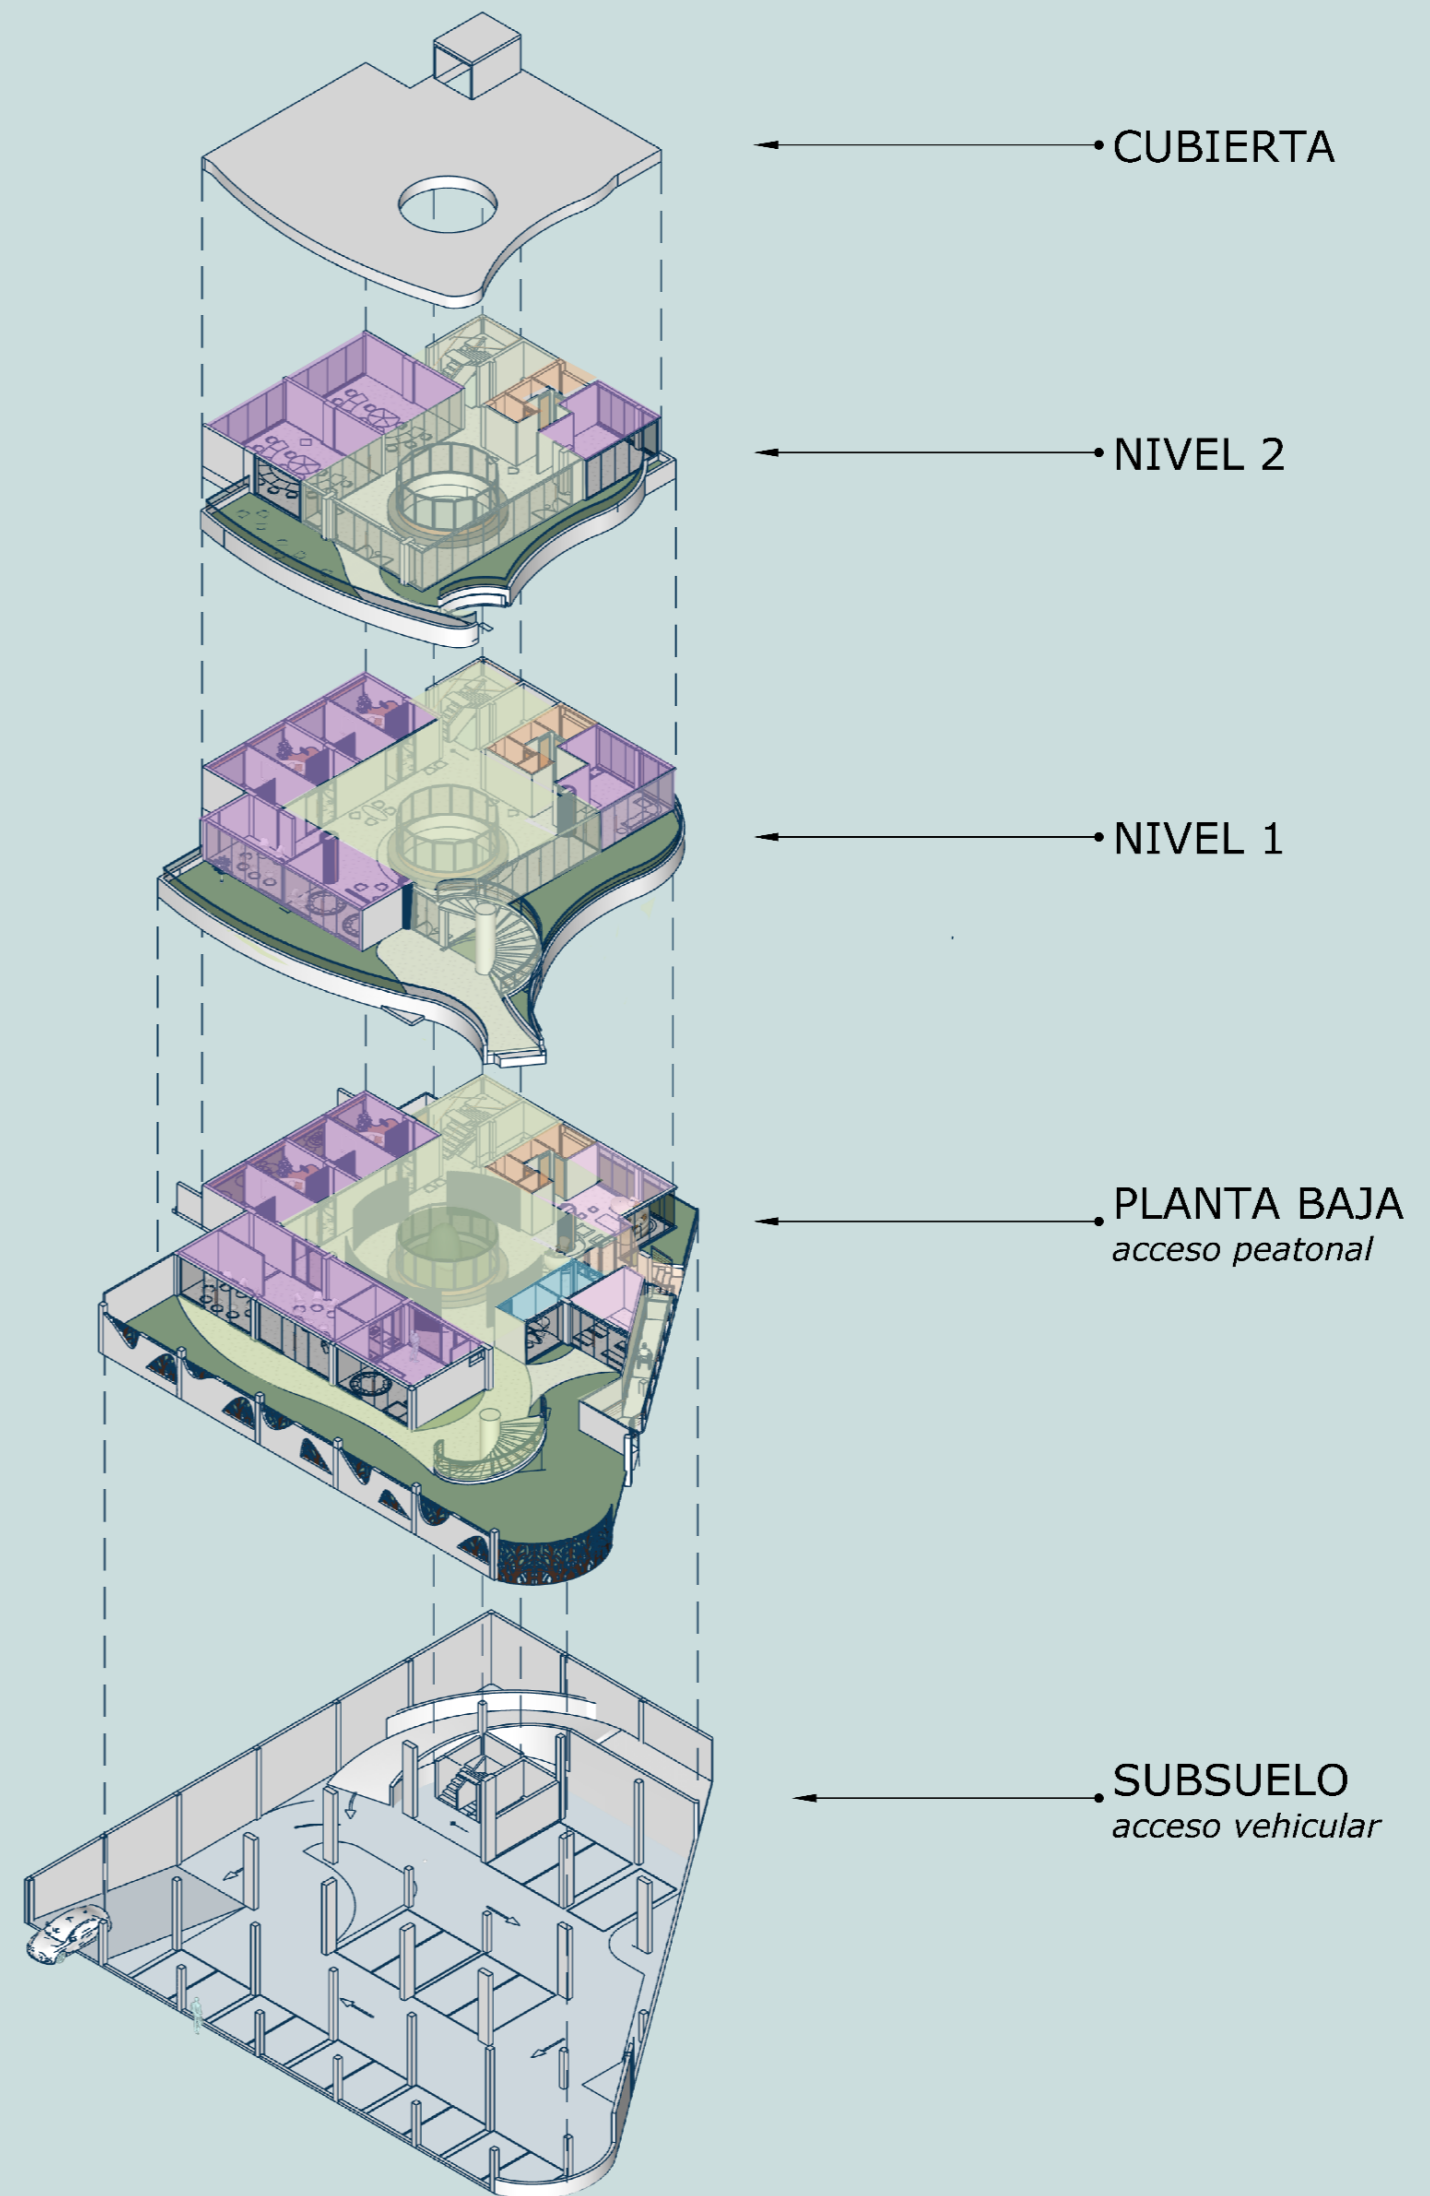 CUBIERTA
NIVEL 2
NIVEL 1
PLANTA BAJA
acceso peatonal
SUBSUELO
acceso vehicular